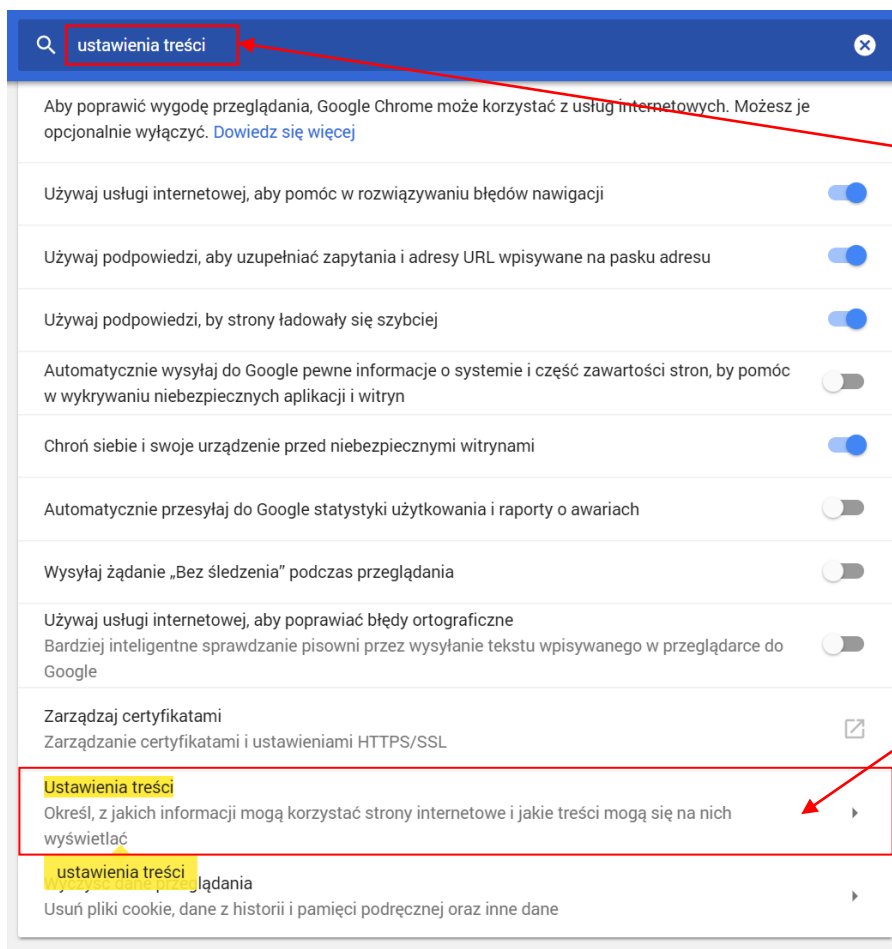 ustawienia treści
Aby poprawić wygodę przeglądania, Google Chrome może korzystać z usług internetowych. Możesz je
opcjonalnie wyłączyć. Dowiedz się więcej
Używaj usługi internetowej, aby pomóc w rozwiązywaniu błędów nawigacji
Używaj podpowiedzi, aby uzupełniać zapytania i adresy URL wpisywane na pasku adresu
Używaj podpowiedzi, by strony ładowały się szybciej
Automatycznie wysyłaj do Google pewne informacje o systemie i część zawartości stron, by pomóc
w wykrywaniu niebezpiecznych aplikacji i witryn
Chroń siebie i swoje urządzenie przed niebezpiecznymi witrynami
Automatycznie przesyłaj do Google statystyki użytkowania i raporty o awariach
Wysyłaj żądanie „Bez śledzenia” podczas przeglądania
Używaj usługi internetowej, aby poprawiać błędy ortograficzne
Bardziej inteligentne sprawdzanie pisowni przez wysyłanie tekstu wpisywanego w przeglądarce do
Google
Zarządzaj certyfikatami
Zarządzanie certyfikatami i ustawieniami HTTPS/SSL
Ustawienia treści
Określ, z jakich informacji mogą korzystać strony internetowe i jakie treści mogą się na nich
wyświetlać
ustawienia treści
Wyczyść dane przeglądania
Usuń pliki cookie, dane z historii i pamięci podręcznej oraz inne dane